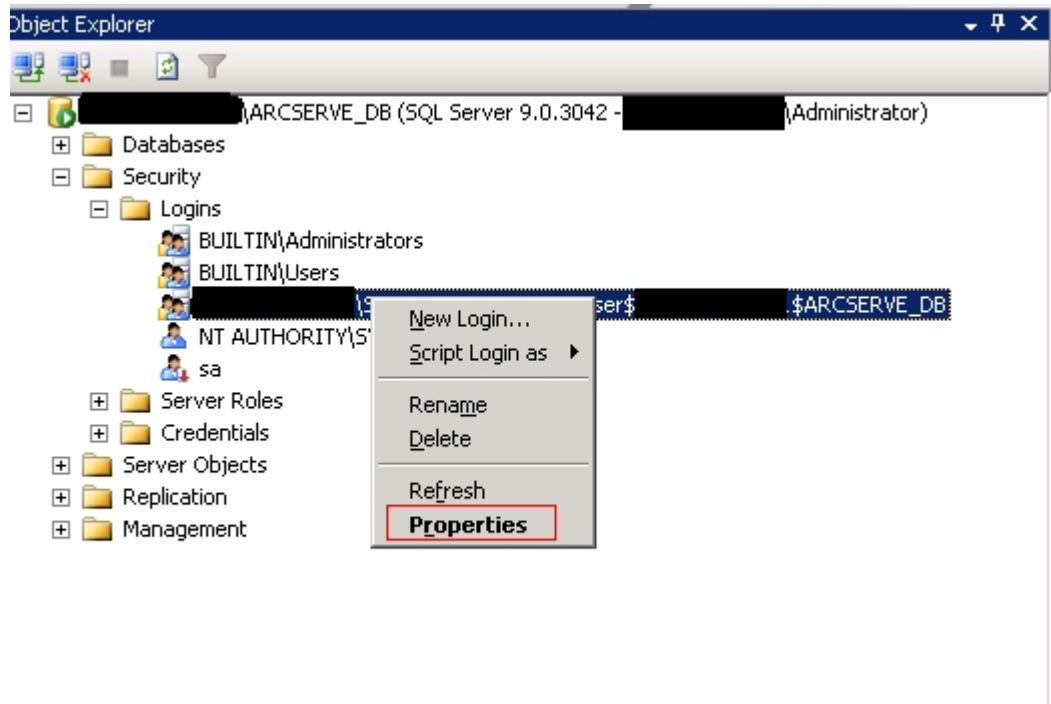 Object Explorer
\ARCSERVE_DB (SQL Server 9.0.3042 - \Administrator)
Databases
Security
Logins
BUILTIN\Administrators
BUILTIN\Users
$ARCSERVE_DB
NT AUTHORITY\
sa
Server Roles
Credentials
Server Objects
Replication
Management
New Login...
Script Login as
Rename
Delete
Refresh
Properties